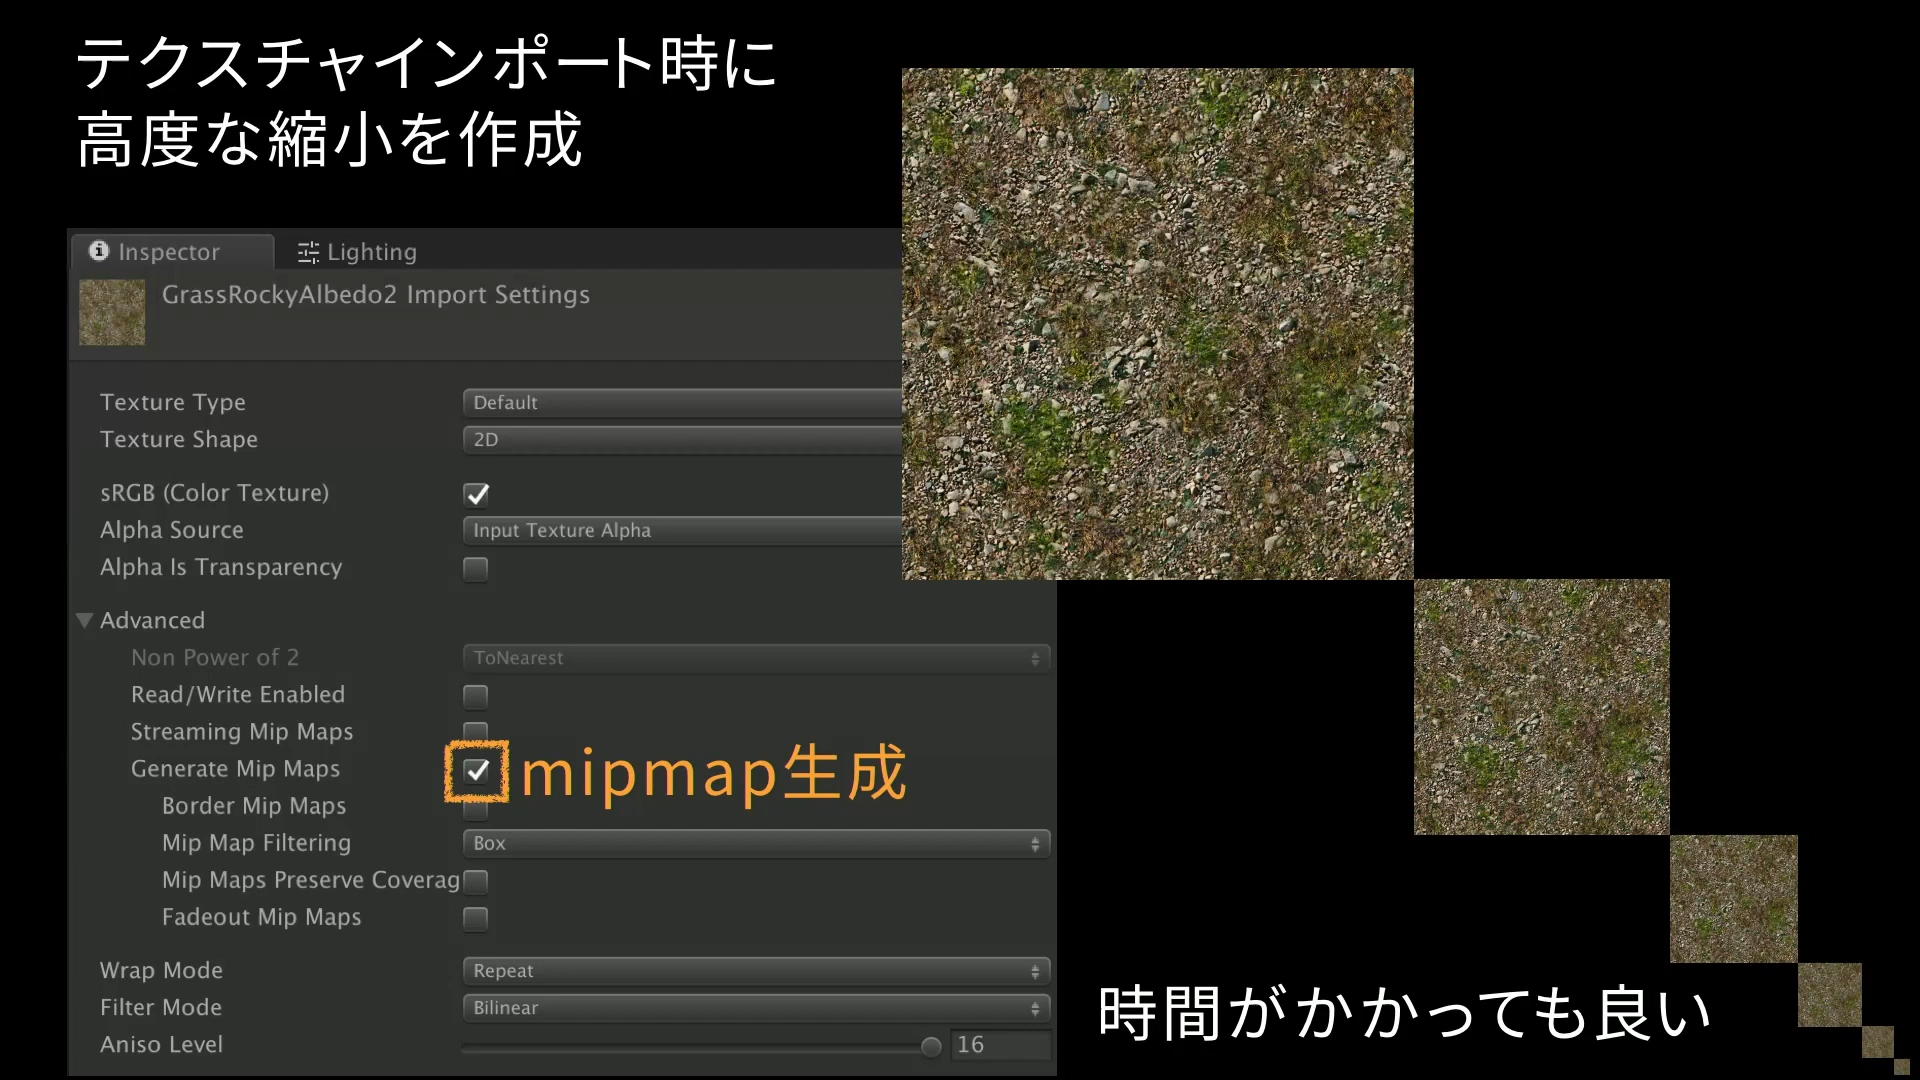 テクスチャインポート時に
高度な縮小を作成
Inspector
Lighting
GrassRockyAlbedo2 Import Settings
Texture Type
Default
Texture Shape
2D
sRGB (Color Texture)
Alpha Source
Input Texture Alpha
Alpha Is Transparency
Advanced
Non Power of 2
ToNearest
Read/Write Enabled
Streaming Mip Maps
Generate Mip Maps
mipmap生成
Border Mip Maps
Mip Map Filtering
Box
Mip Maps Preserve Coverag
Fadeout Mip Maps
Wrap Mode
Repeat
Filter Mode
Bilinear
Aniso Level
16
時間がかかっても良い